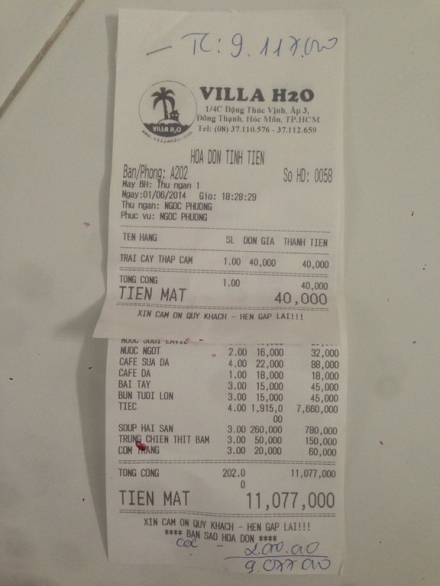 — TC: 9.117.000
VILLA H2O
VILLA H2O
1/4C Đặng Thúc Vịnh, Ấp 3,
Đông Thạnh, Hóc Môn, TP.HCM
Tel: (08) 37.110.576 - 37.112.659
HOA DON TINH TIEN
Ban/Phong: A202 So HD: 0058
May BH: Thu ngan 1
Ngay:01/06/2014 Gio: 18:28:29
Thu ngan: NGOC PHUONG
Phuc vu: NGOC PHUONG
TEN HANG SL DON GIA THANH TIEN
TRAI CAY THAP CAM 1.00 40,000 40,000
TONG CONG 1.00 40,000
TIEN MAT 40,000
XIN CAM ON QUY KHACH - HEN GAP LAI!!!
NUOC NGOT 2.00 16,000 32,000
CAFE SUA DA 4.00 22,000 88,000
CAFE DA 1.00 18,000 18,000
BAI TAY 3.00 15,000 45,000
BUN TUOI LON 3.00 15,000 45,000
TIEC 4.00 1,915,0 7,660,000
00
SOUP HAI SAN 3.00 260,000 780,000
TRUNG CHIEN THIT BAM 3.00 50,000 150,000
COM TRANG 3.00 20,000 60,000
TONG CONG 202.0 11,077,000
0
TIEN MAT 11,077,000
XIN CAM ON QUY KHACH - HEN GAP LAI!!!
**** BAN SAO HOA DON ****
CỌC - 2.000.000
9.077.000